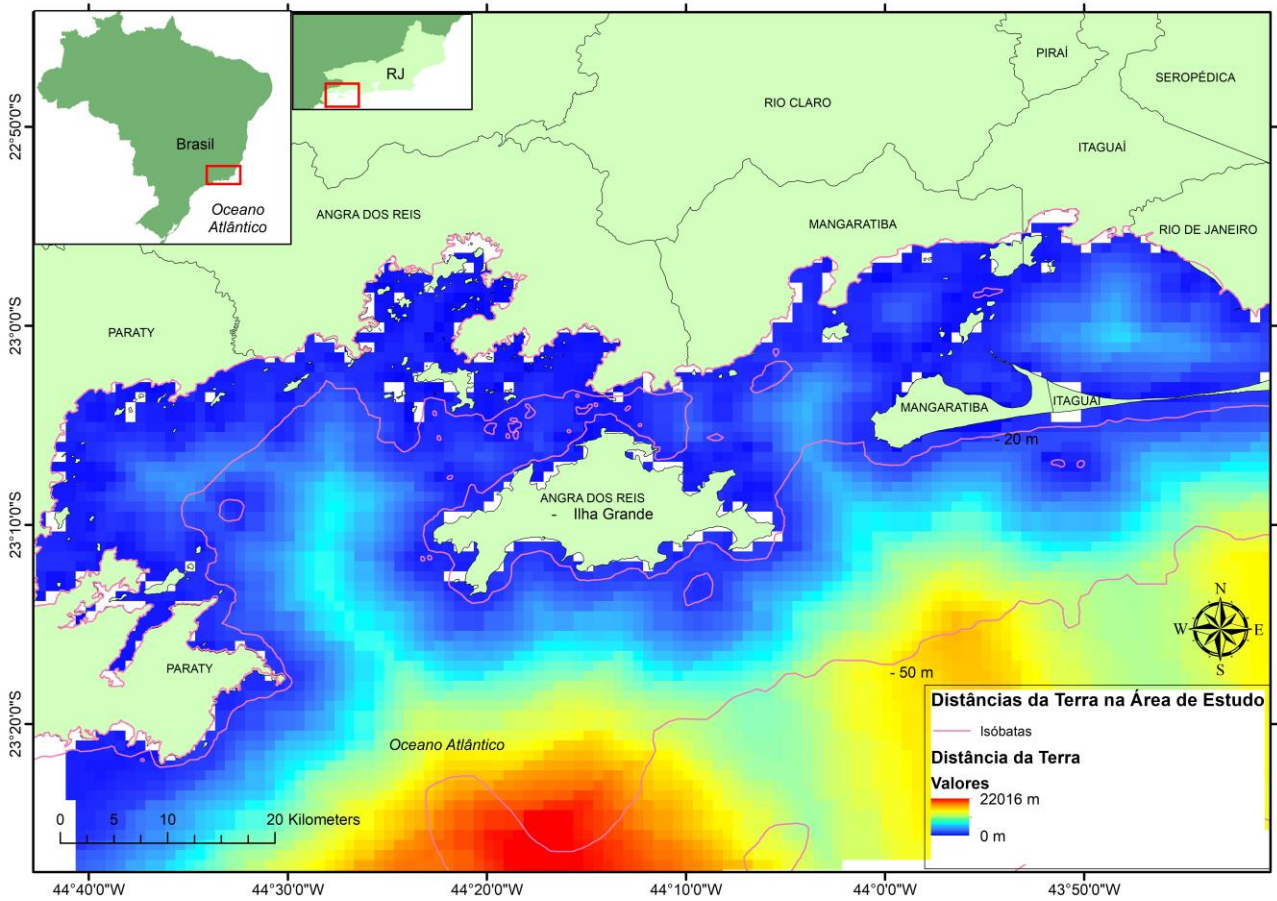 Brasil
Oceano
Atlântico
RJ
PIRAÍ
SEROPÉDICA
RIO CLARO
ITAGUAÍ
ANGRA DOS REIS
MANGARATIBA
RIO DE JANEIRO
PARATY
MANGARATIBA
ITAGUAÍ
- 20 m
ANGRA DOS REIS
- Ilha Grande
PARATY
- 50 m
Oceano Atlântico
N
W E
S
0 5 10 20 Kilometers
Distâncias da Terra na Área de Estudo
Isóbatas
Distância da Terra
Valores
22016 m
0 m
22°50'0"S
23°0'0"S
23°10'0"S
23°20'0"S
44°40'0"W 44°30'0"W 44°20'0"W 44°10'0"W 44°0'0"W 43°50'0"W